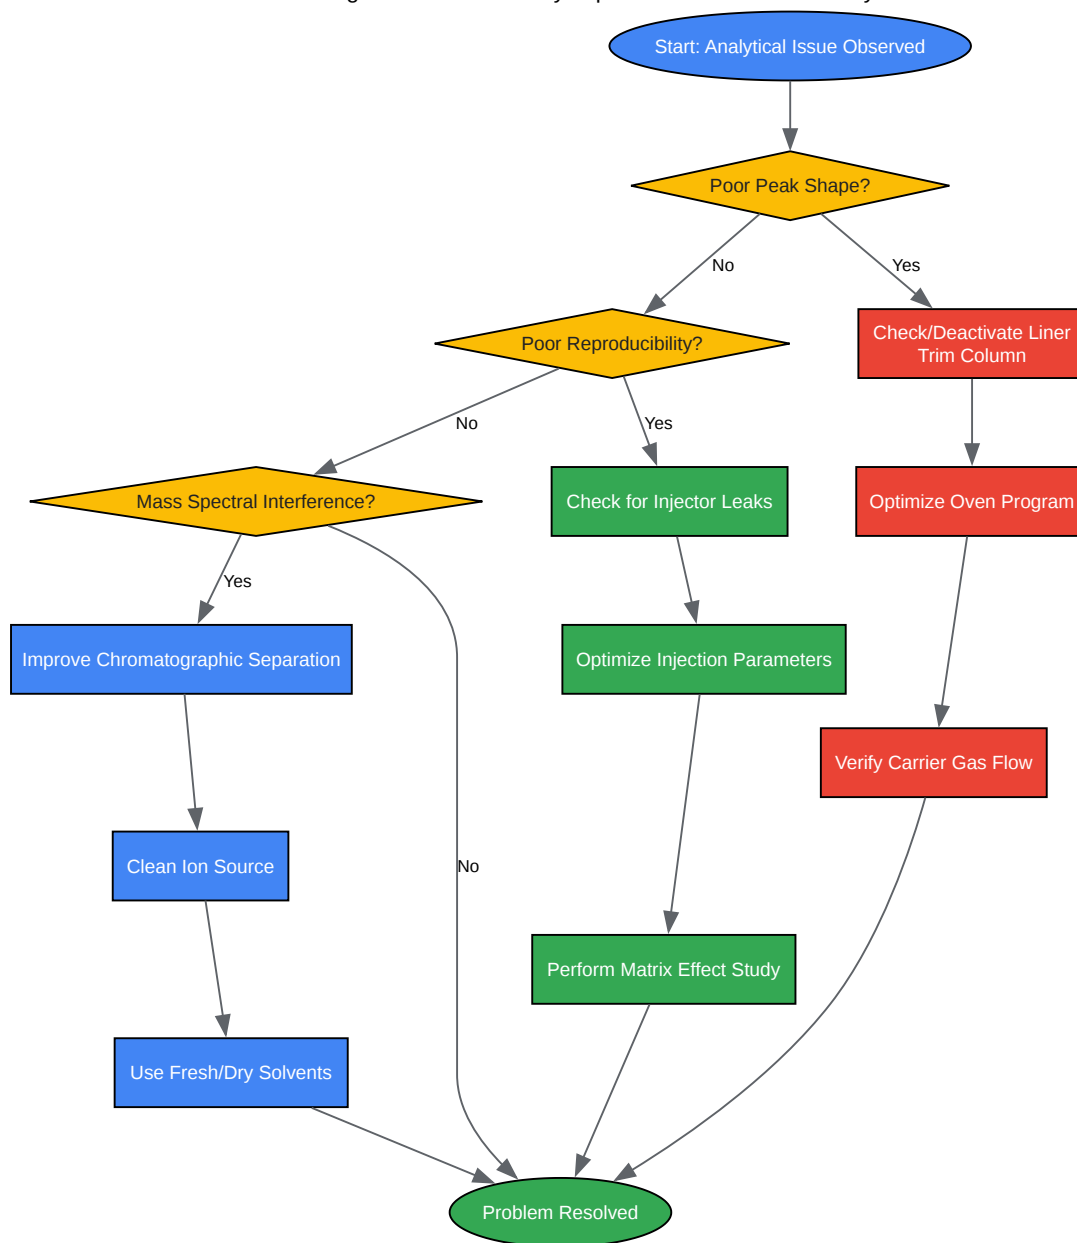 Start: Analytical Issue Observed
Poor Peak Shape?
No
Yes
Poor Reproducibility?
Check/Deactivate Liner
Trim Column
No
Yes
Mass Spectral Interference?
Check for Injector Leaks
Optimize Oven Program
Yes
Improve Chromatographic Separation
Optimize Injection Parameters
Verify Carrier Gas Flow
Clean Ion Source
No
Perform Matrix Effect Study
Use Fresh/Dry Solvents
Problem Resolved